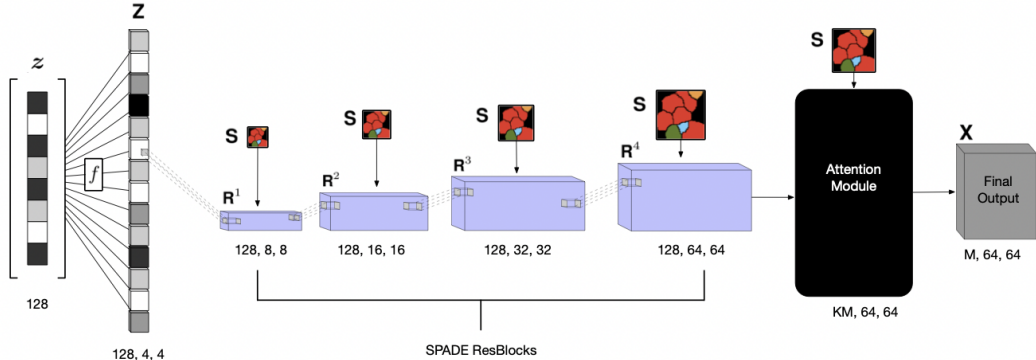 z
128
f
Z
128, 4, 4
S
R1
128, 8, 8
S
R2
128, 16, 16
S
R3
128, 32, 32
S
R4
128, 64, 64
SPADE ResBlocks
S
Attention
Module
KM, 64, 64
X
Final
Output
M, 64, 64